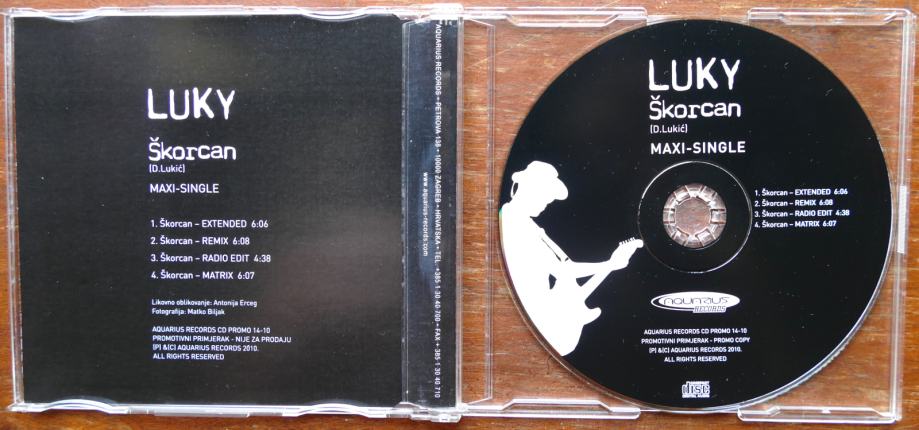 LUKY
Škorcan
(D.Lukić)
MAXI-SINGLE
1. Škorcan – EXTENDED 6:06
2. Škorcan – REMIX 6:08
3. Škorcan – RADIO EDIT 4:38
4. Škorcan – MATRIX 6:07
Likovno oblikovanje: Antonija Erceg
Fotografija: Matko Biljak
AQUARIUS RECORDS CD PROMO 14-10
PROMOTIVNI PRIMJERAK - NIJE ZA PRODAJU
(P) &(C) AQUARIUS RECORDS 2010.
ALL RIGHTS RESERVED
AQUARIUS RECORDS • PETROVA 138 • 10000 ZAGREB • HRVATSKA • TEL. +385 1 30 40 700 • FAX + 385 1 30 40 710
www.aquarius-records.com
LUKY
Škorcan
(D.Lukić)
MAXI-SINGLE
1. Škorcan – EXTENDED 6:06
2. Škorcan – REMIX 6:08
3. Škorcan – RADIO EDIT 4:38
4. Škorcan – MATRIX 6:07
AQUARIUS
RECORDS
AQUARIUS RECORDS CD PROMO 14-10
PROMOTIVNI PRIMJERAK - PROMO COPY
(P) &(C) AQUARIUS RECORDS 2010.
ALL RIGHTS RESERVED
COMPACT
disc
DIGITAL AUDIO